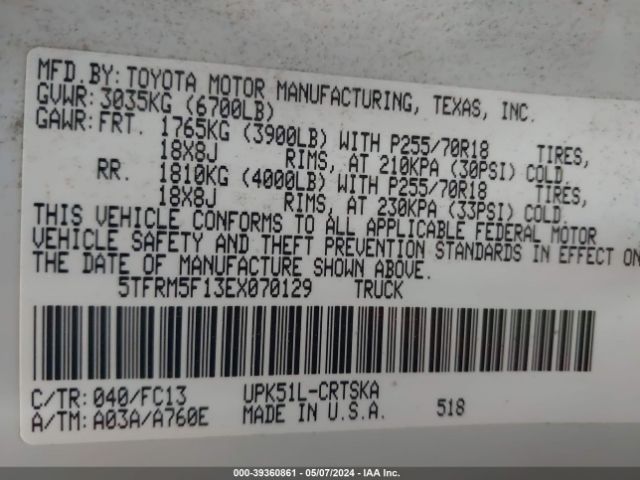 MFD. BY: TOYOTA MOTOR MANUFACTURING, TEXAS, INC.
GVWR: 3035KG (6700LB)
GAWR: FRT. 1765KG (3900LB) WITH P255/70R18 TIRES,
18X8J RIMS, AT 210KPA (30PSI) COLD
RR. 1810KG (4000LB) WITH P255/70R18 TIRES,
18X8J RIMS, AT 230KPA (33PSI) COLD.
THIS VEHICLE CONFORMS TO ALL APPLICABLE FEDERAL MOTOR
VEHICLE SAFETY AND THEFT PREVENTION STANDARDS IN EFFECT ON
THE DATE OF MANUFACTURE SHOWN ABOVE.
5TFRM5F13EX070129 TRUCK
C/TR: 040/FC13 UPK51L-CRTSKA
A/TM: A03A/A760E MADE IN U.S.A. 518
000-39360861 - 05/07/2024 - IAA Inc.